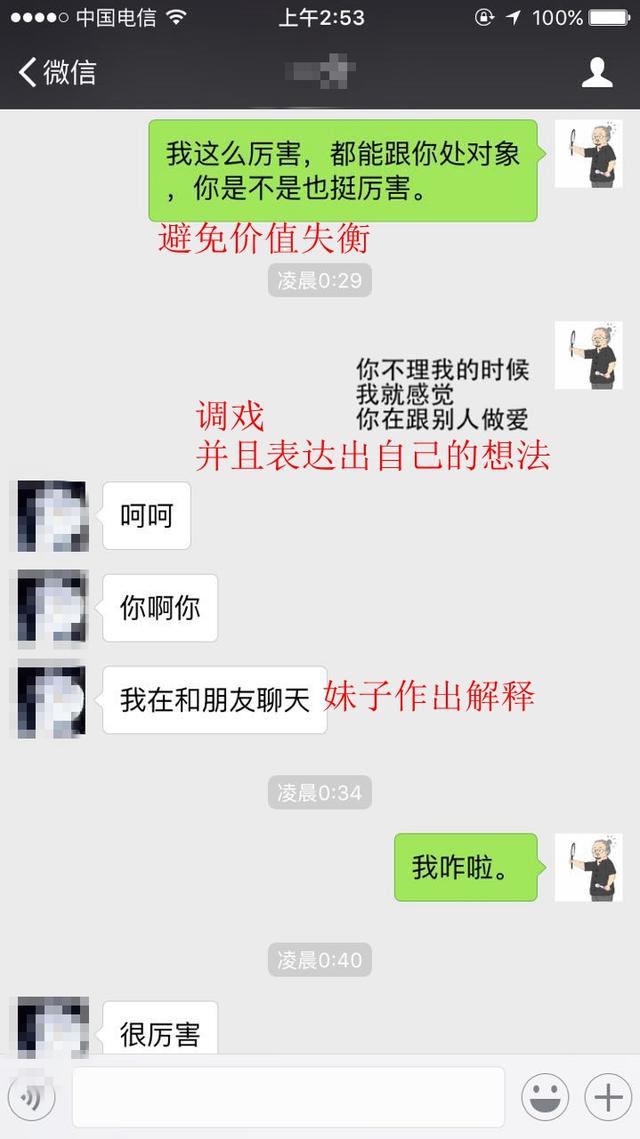 中国电信 上午2:53 100%
微信
我这么厉害，都能跟你处对象
，你是不是也挺厉害。
避免价值失衡
凌晨0:29
你不理我的时候
我就感觉
你在跟别人做爱
调戏
并且表达出自己的想法
呵呵
你啊你
我在和朋友聊天
妹子作出解释
凌晨0:34
我咋啦。
凌晨0:40
很厉害